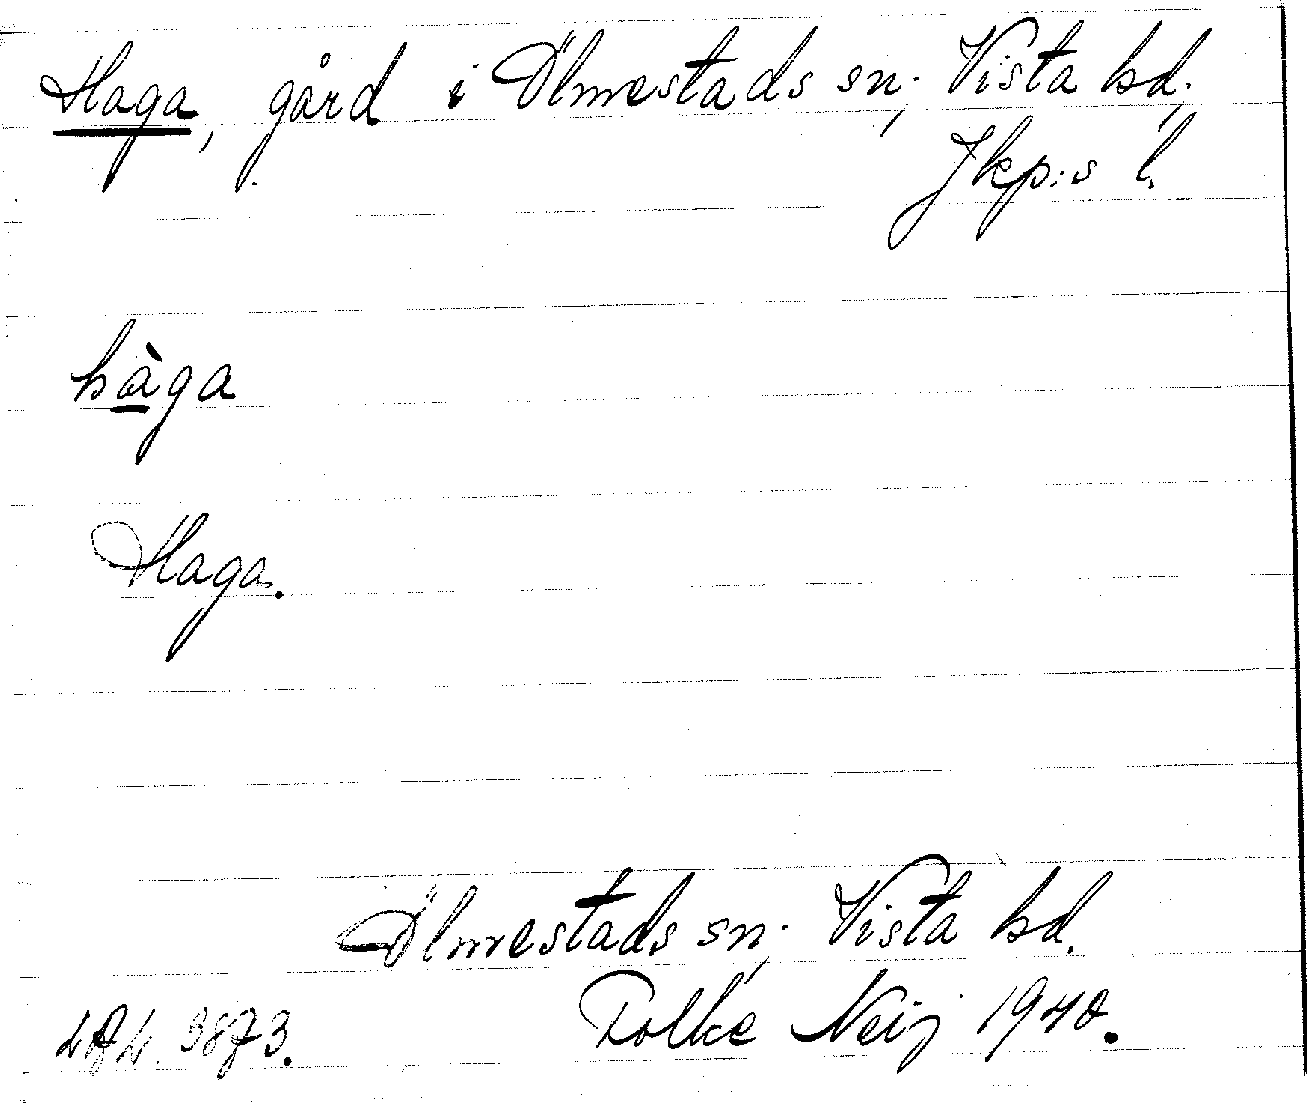 Haga, gård i Ölmestads sn; Vista hd,
Jkp:s l.
hàga
Haga.
Ölmestads sn; Vista hd.
Folke Neij 1940.
3873.